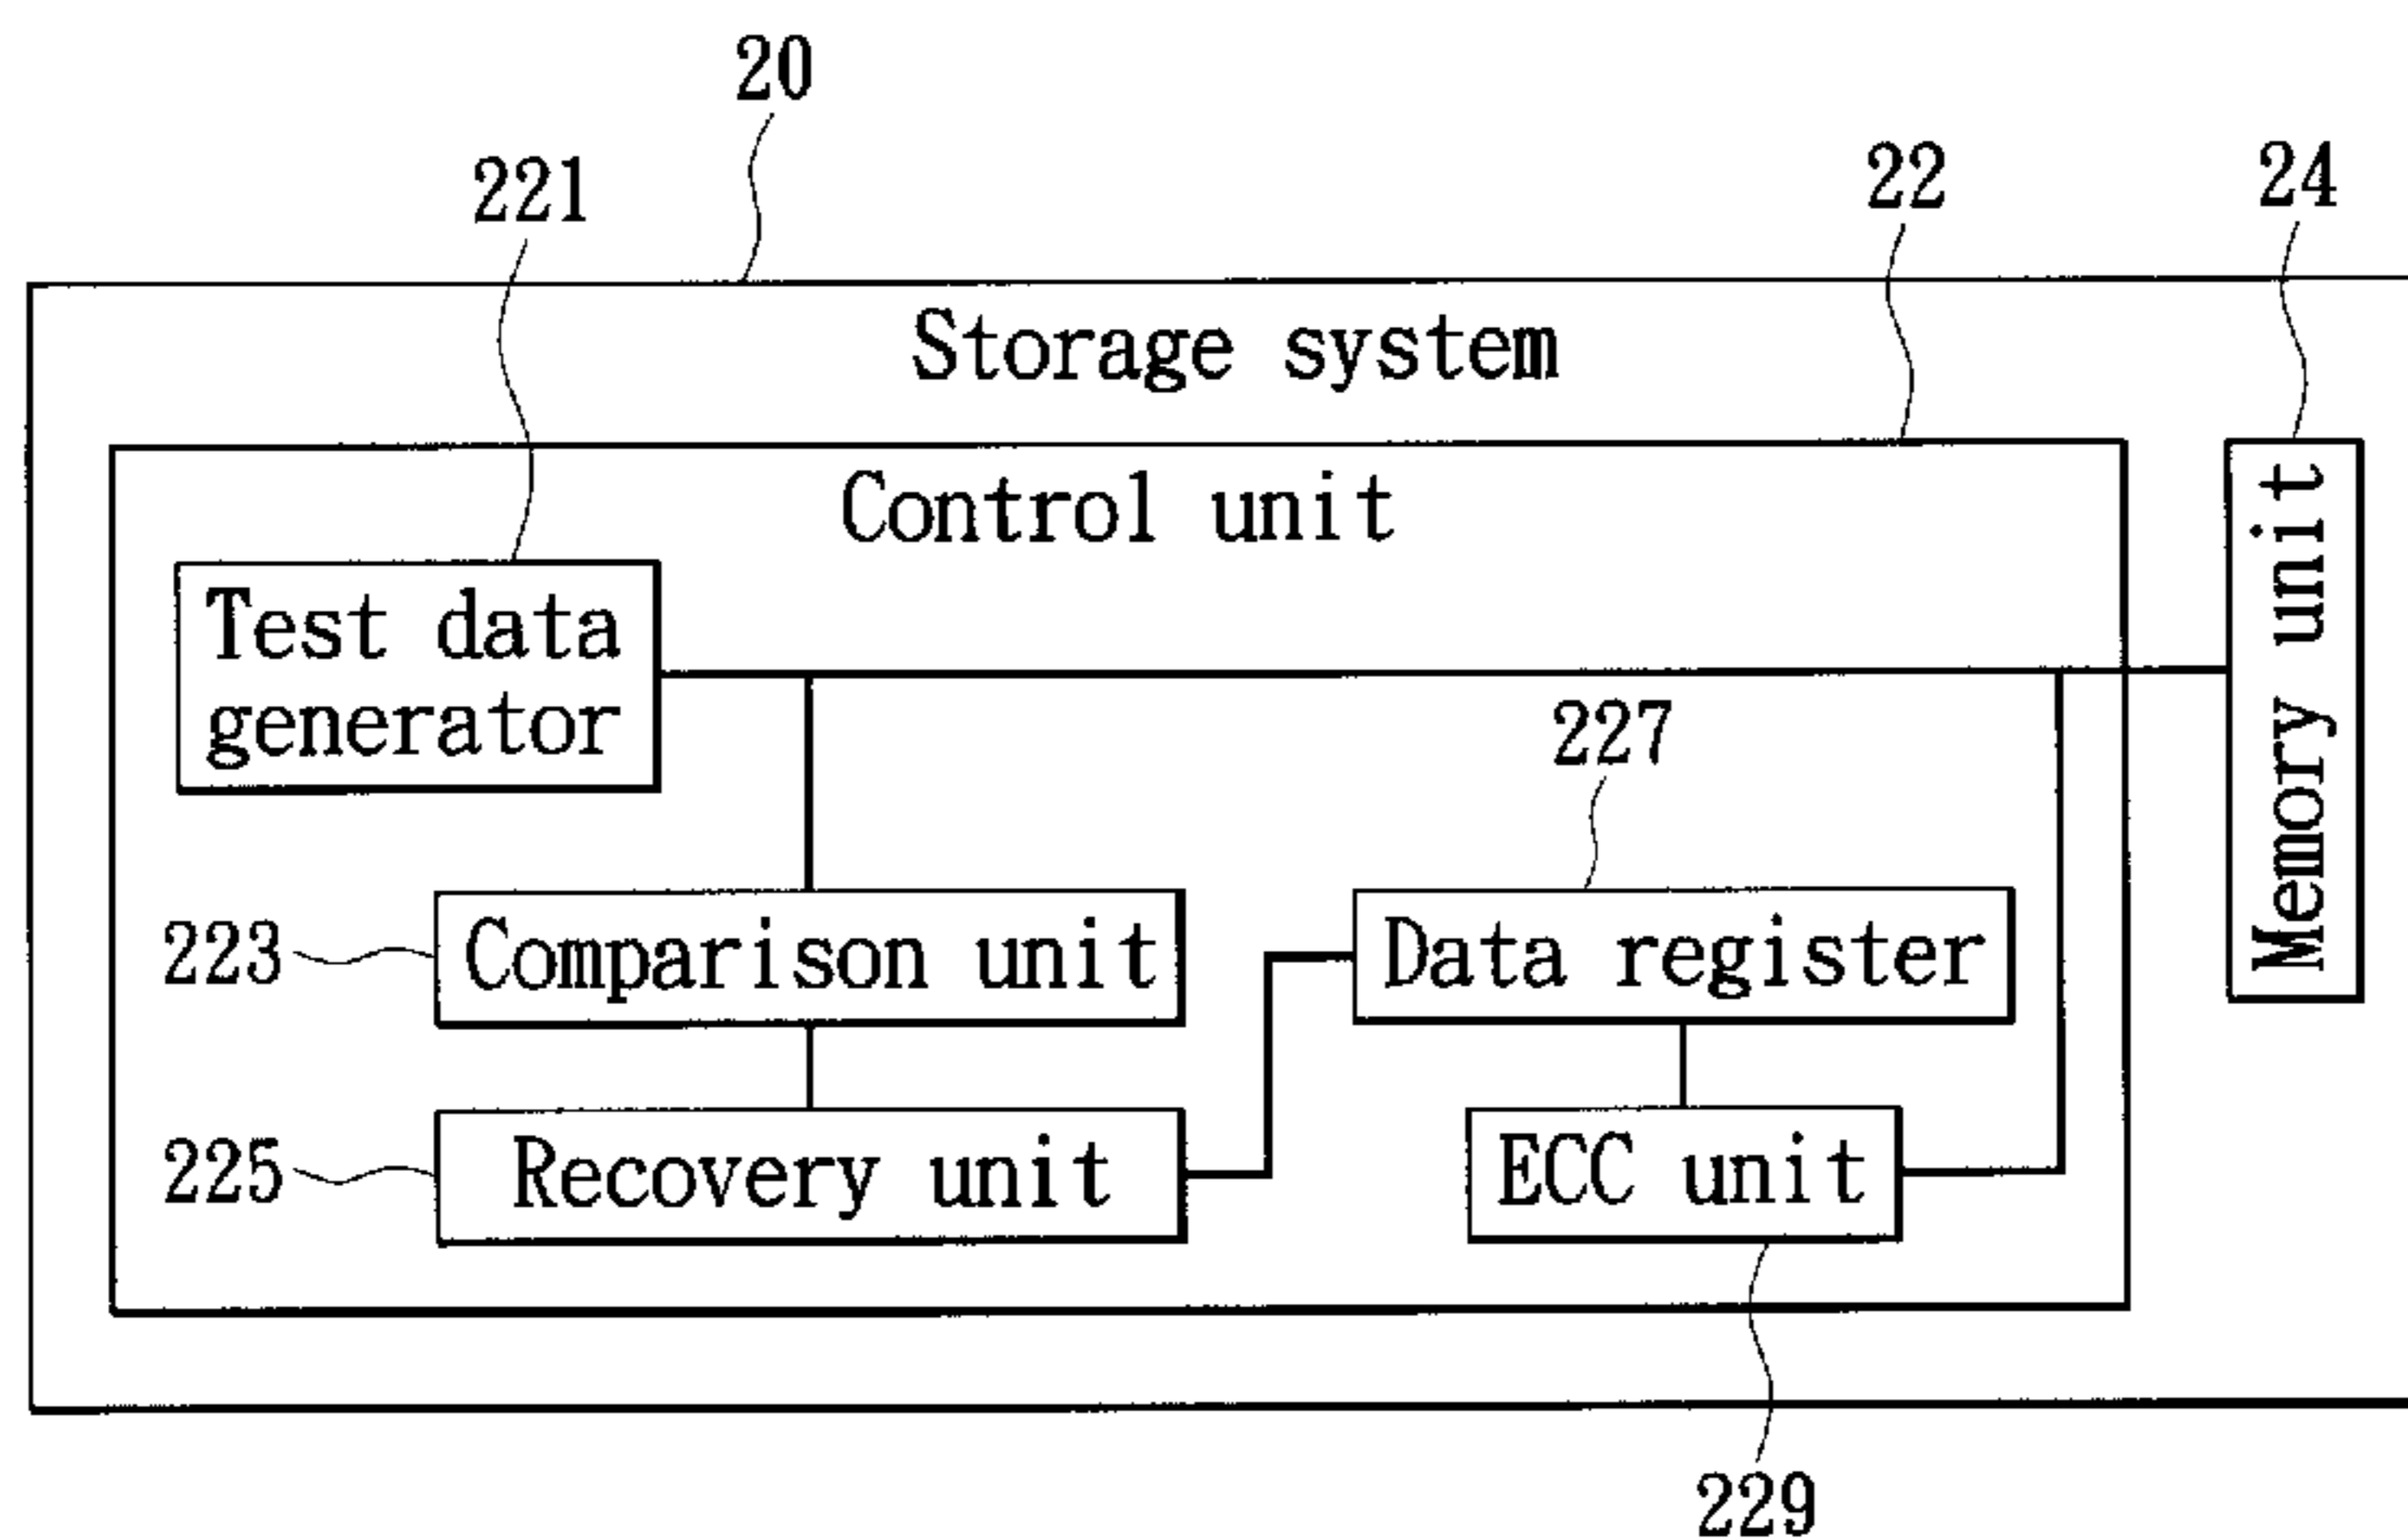 20
221
22
24
Storage system
Control unit
Test data
generator
Memory unit
227
223
Comparison unit
Data register
225
Recovery unit
ECC unit
229